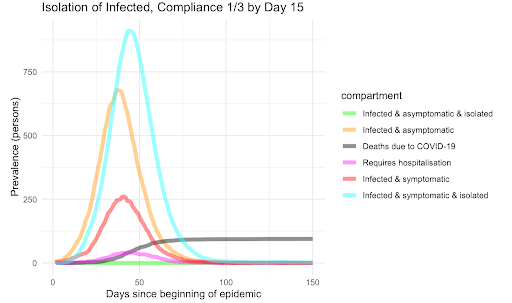 Isolation of Infected, Compliance 1/3 by Day 15
Prevalence (persons)
750
500
250
0
0
50
100
150
Days since beginning of epidemic
compartment
Infected & asymptomatic & isolated
Infected & asymptomatic
Deaths due to COVID-19
Requires hospitalisation
Infected & symptomatic
Infected & symptomatic & isolated